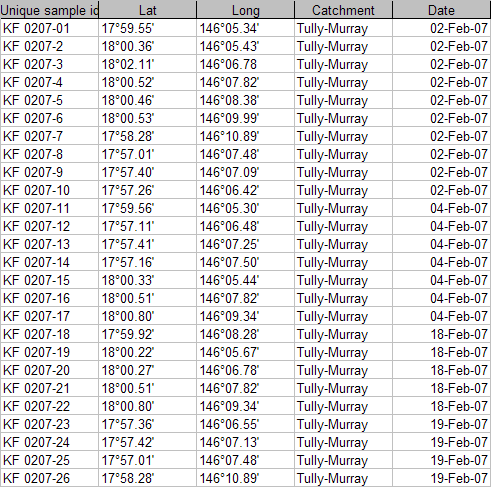 Unique sample id Lat Long Catchment Date
KF 0207-01 17°59.55' 146°05.34' Tully-Murray 02-Feb-07
KF 0207-2 18°00.36' 146°05.43' Tully-Murray 02-Feb-07
KF 0207-3 18°02.11' 146°06.78 Tully-Murray 02-Feb-07
KF 0207-4 18°00.52' 146°07.82' Tully-Murray 02-Feb-07
KF 0207-5 18°00.46' 146°08.38' Tully-Murray 02-Feb-07
KF 0207-6 18°00.53' 146°09.99' Tully-Murray 02-Feb-07
KF 0207-7 17°58.28' 146°10.89' Tully-Murray 02-Feb-07
KF 0207-8 17°57.01' 146°07.48' Tully-Murray 02-Feb-07
KF 0207-9 17°57.40' 146°07.09' Tully-Murray 02-Feb-07
KF 0207-10 17°57.26' 146°06.42' Tully-Murray 02-Feb-07
KF 0207-11 17°59.56' 146°05.30' Tully-Murray 04-Feb-07
KF 0207-12 17°57.11' 146°06.48' Tully-Murray 04-Feb-07
KF 0207-13 17°57.41' 146°07.25' Tully-Murray 04-Feb-07
KF 0207-14 17°57.16' 146°07.50' Tully-Murray 04-Feb-07
KF 0207-15 18°00.33' 146°05.44' Tully-Murray 04-Feb-07
KF 0207-16 18°00.51' 146°07.82' Tully-Murray 04-Feb-07
KF 0207-17 18°00.80' 146°09.34' Tully-Murray 04-Feb-07
KF 0207-18 17°59.92' 146°08.28' Tully-Murray 18-Feb-07
KF 0207-19 18°00.22' 146°05.67' Tully-Murray 18-Feb-07
KF 0207-20 18°00.27' 146°06.78' Tully-Murray 18-Feb-07
KF 0207-21 18°00.51' 146°07.82' Tully-Murray 18-Feb-07
KF 0207-22 18°00.80' 146°09.34' Tully-Murray 18-Feb-07
KF 0207-23 17°57.36' 146°06.55' Tully-Murray 19-Feb-07
KF 0207-24 17°57.42' 146°07.13' Tully-Murray 19-Feb-07
KF 0207-25 17°57.01' 146°07.48' Tully-Murray 19-Feb-07
KF 0207-26 17°58.28' 146°10.89' Tully-Murray 19-Feb-07